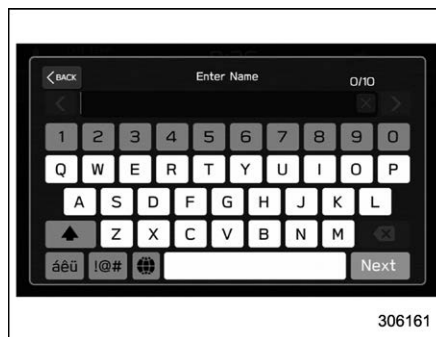 BACK Enter Name 0/10
1 2 3 4 5 6 7 8 9 0
Q W E R T Y U I O P
A S D F G H J K L
Z X C V B N M
áêü !@# Next
306161